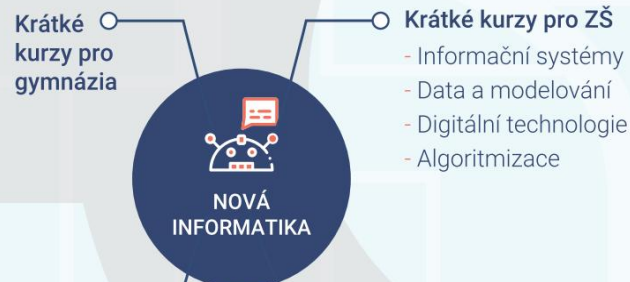 Krátké
kurzy pro
gymnázia
Krátké kurzy pro ZŠ
- Informační systémy
- Data a modelování
- Digitální technologie
- Algoritmizace
NOVÁ
INFORMATIKA